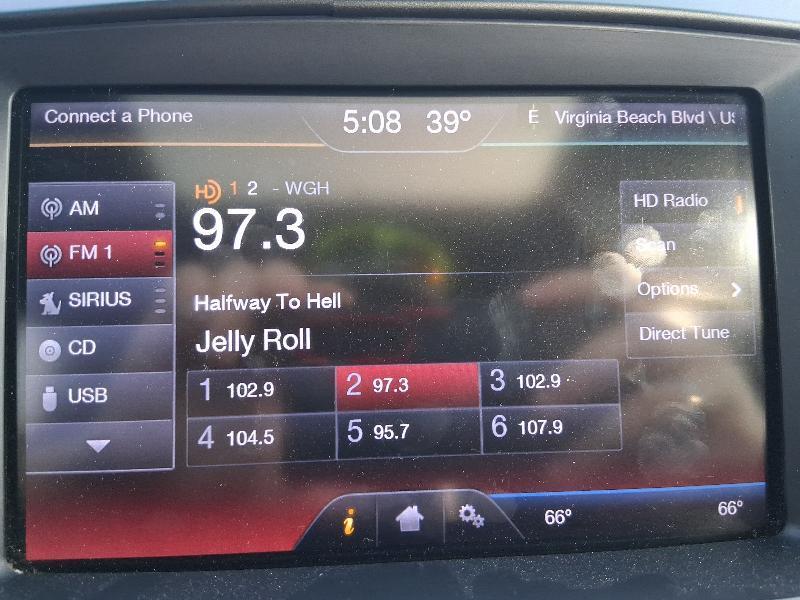 Connect a Phone
5:08 39°
E Virginia Beach Blvd \ US
AM
FM 1
SIRIUS
CD
USB
HD 1 2 - WGH
97.3
Halfway To Hell
Jelly Roll
1 102.9
2 97.3
3 102.9
4 104.5
5 95.7
6 107.9
HD Radio
Scan
Options
Direct Tune
i
66°
66°